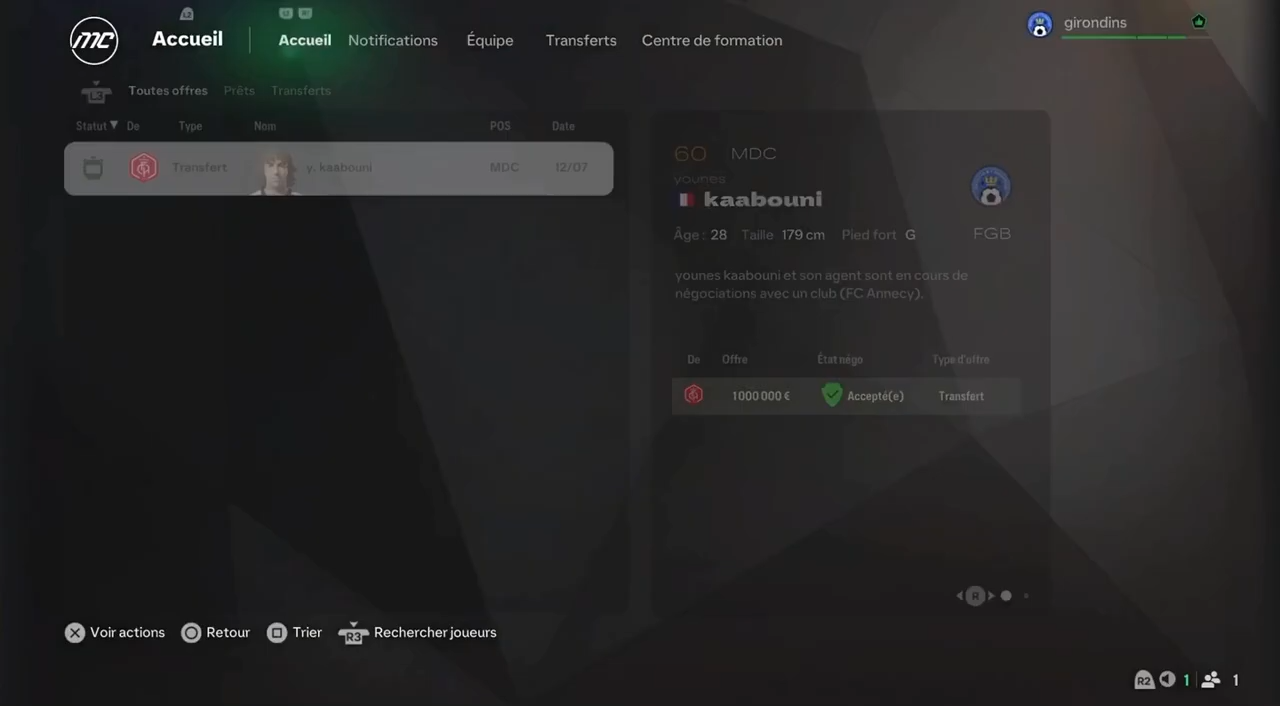 L2
MC Accueil Accueil Notifications Équipe Transferts Centre de formation
girondins
L3 Toutes offres Prêts Transferts
Statut ▼ De Type Nom POS Date
Transfert y. kaabouni MDC 12/07
60 MDC
younes
kaabouni
Âge : 28 Taille 179 cm Pied fort G
FGB
younes kaabouni et son agent sont en cours de
négociations avec un club (FC Annecy).
De Offre État négo Type d'offre
1 000 000 € Accepté(e) Transfert
R
Voir actions Retour Trier R3 Rechercher joueurs
R2 1 1